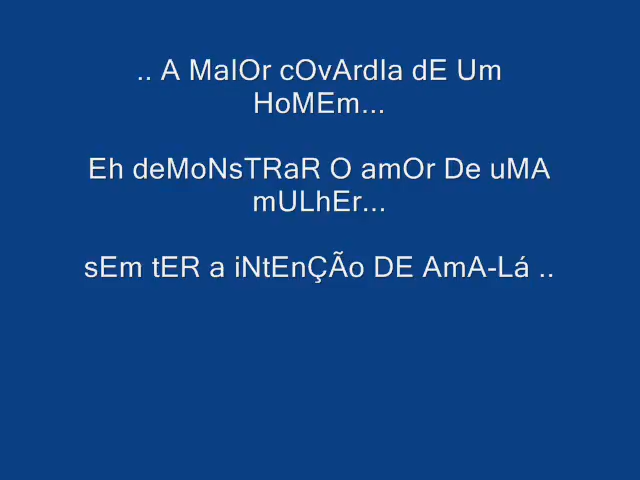 .. A MaIOr cOvArdIa dE Um
HoMEm...
Eh deMoNsTRaR O amOr De uMA
mULhEr...
sEm tER a iNtEnÇÃo DE AmA-Lá ..